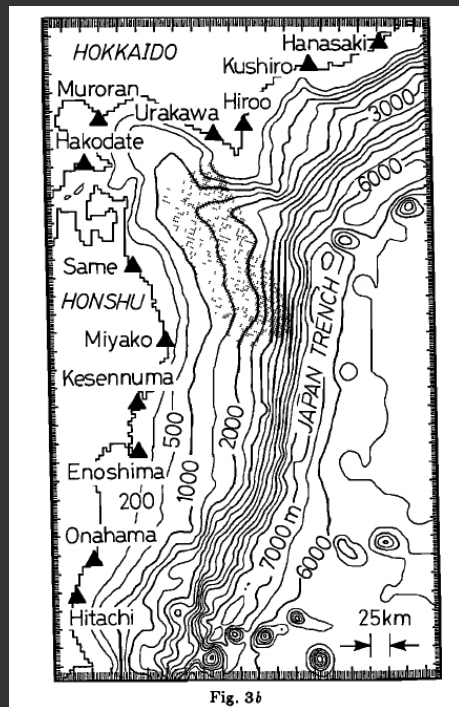 HOKKAIDO
Hanasaki
Kushiro
Muroran
Hiroo
Urakawa
Hakodate
3000
6000
Same
HONSHU
Miyako
JAPAN TRENCH
Kesennuma
500
2000
1000
Enoshima
200
7000 m
6000
Onahama
Hitachi
25km
Fig. 3b